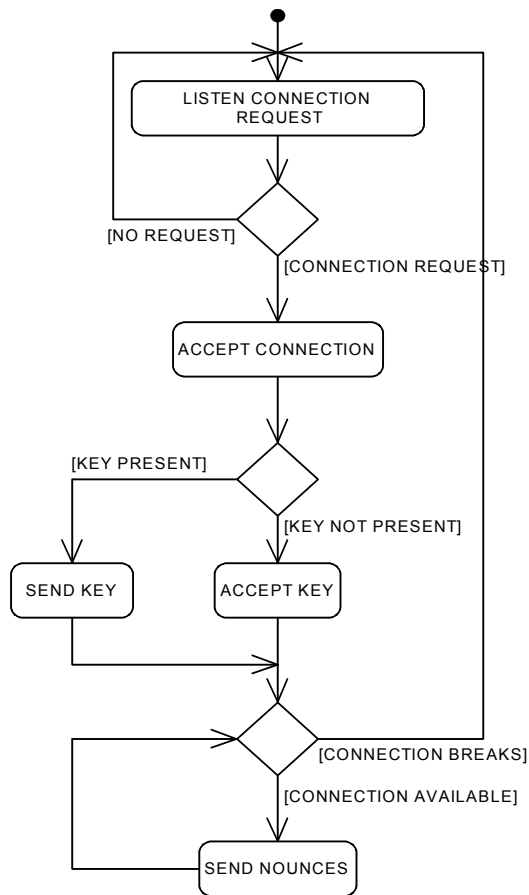 LISTEN CONNECTION
REQUEST
[NO REQUEST]
[CONNECTION REQUEST]
ACCEPT CONNECTION
[KEY PRESENT]
[KEY NOT PRESENT]
SEND KEY
ACCEPT KEY
[CONNECTION BREAKS]
[CONNECTION AVAILABLE]
SEND NOUNCES